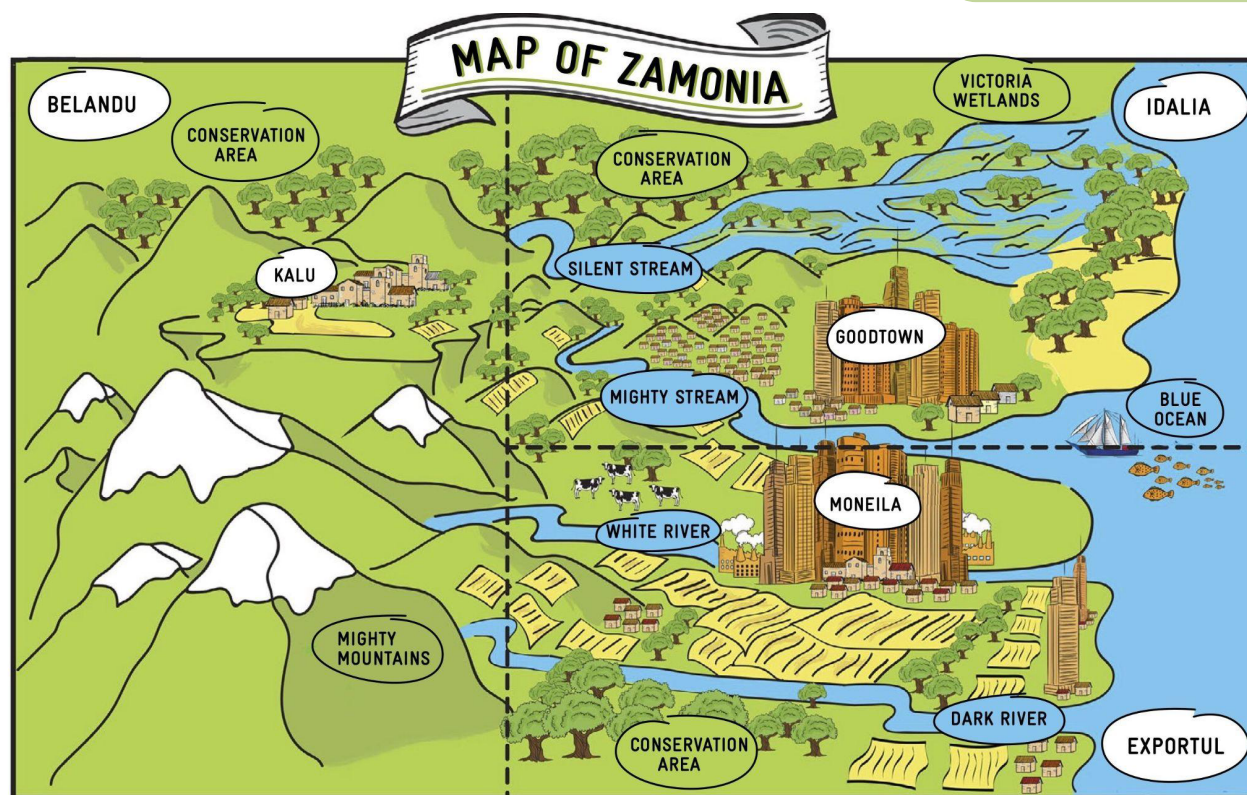 MAP OF ZAMONIA
BELANDU
CONSERVATION
AREA
CONSERVATION
AREA
VICTORIA
WETLANDS
IDALIA
KALU
SILENT STREAM
GOODTOWN
MIGHTY STREAM
BLUE
OCEAN
MONEILA
WHITE RIVER
MIGHTY
MOUNTAINS
DARK RIVER
CONSERVATION
AREA
EXPORTUL